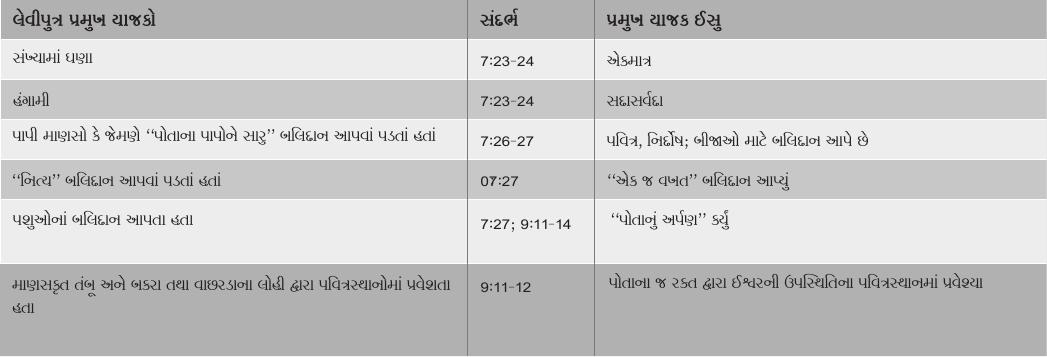 લેવીપુત્ર પ્રમુખ યાજકો સંદર્ભ પ્રમુખ યાજક ઈસુ
સંખ્યામાં ઘણા 7:23-24 એકમાત્ર
હંગામી 7:23-24 સદાસર્વદા
પાપી માણસો કે જેમણે “પોતાના પાપોને સારુ” બલિદાન આપવાં પડતાં હતાં 7:26-27 પવિત્ર, નિર્દોષ; બીજાઓ માટે બલિદાન આપે છે
“નિત્ય” બલિદાન આપવાં પડતાં હતાં 07:27 “એક જ વખત” બલિદાન આપ્યું
પશુઓનાં બલિદાન આપતા હતા 7:27; 9:11-14 “પોતાનું અર્પણ” ર્ક્યું
માણસકૃત તંબૂ અને બકરા તથા વાછરડાના લોહી દ્વારા પવિત્રસ્થાનોમાં પ્રવેશતા 9:11-12 પોતાના જ રક્ત દ્વારા ઈશ્વરની ઉપસ્થિતિના પવિત્રસ્થાનમાં પ્રવેશ્યા
હતા